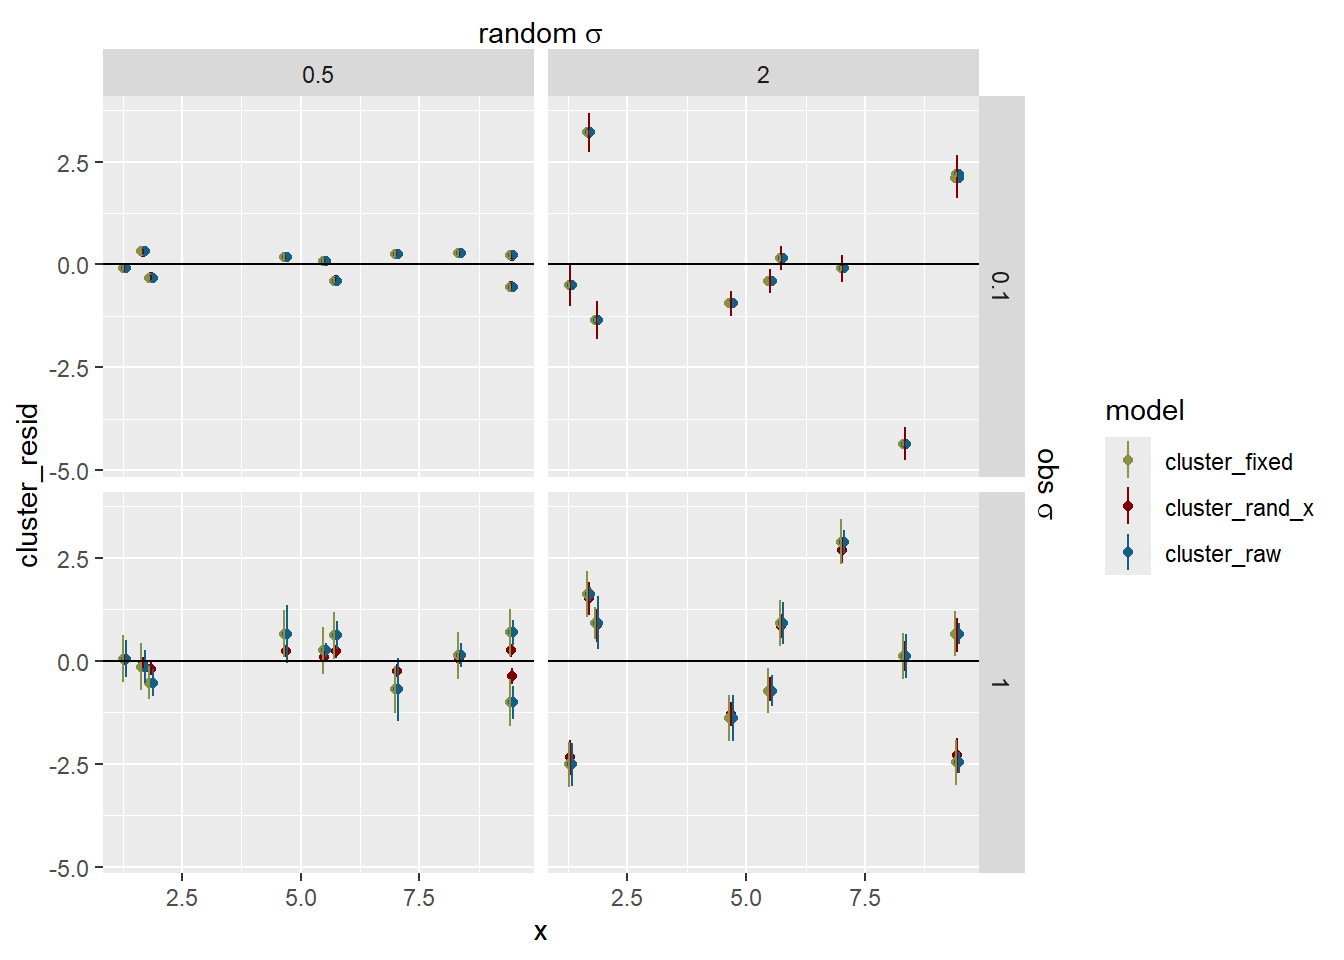 random σ
0.5
2
2.5
0.0
-2.5
-5.0
0.1
2.5
0.0
-2.5
-5.0
1
cluster_resid
obs σ
2.5
5.0
7.5
2.5
5.0
7.5
x
model
cluster_fixed
cluster_rand_x
cluster_raw